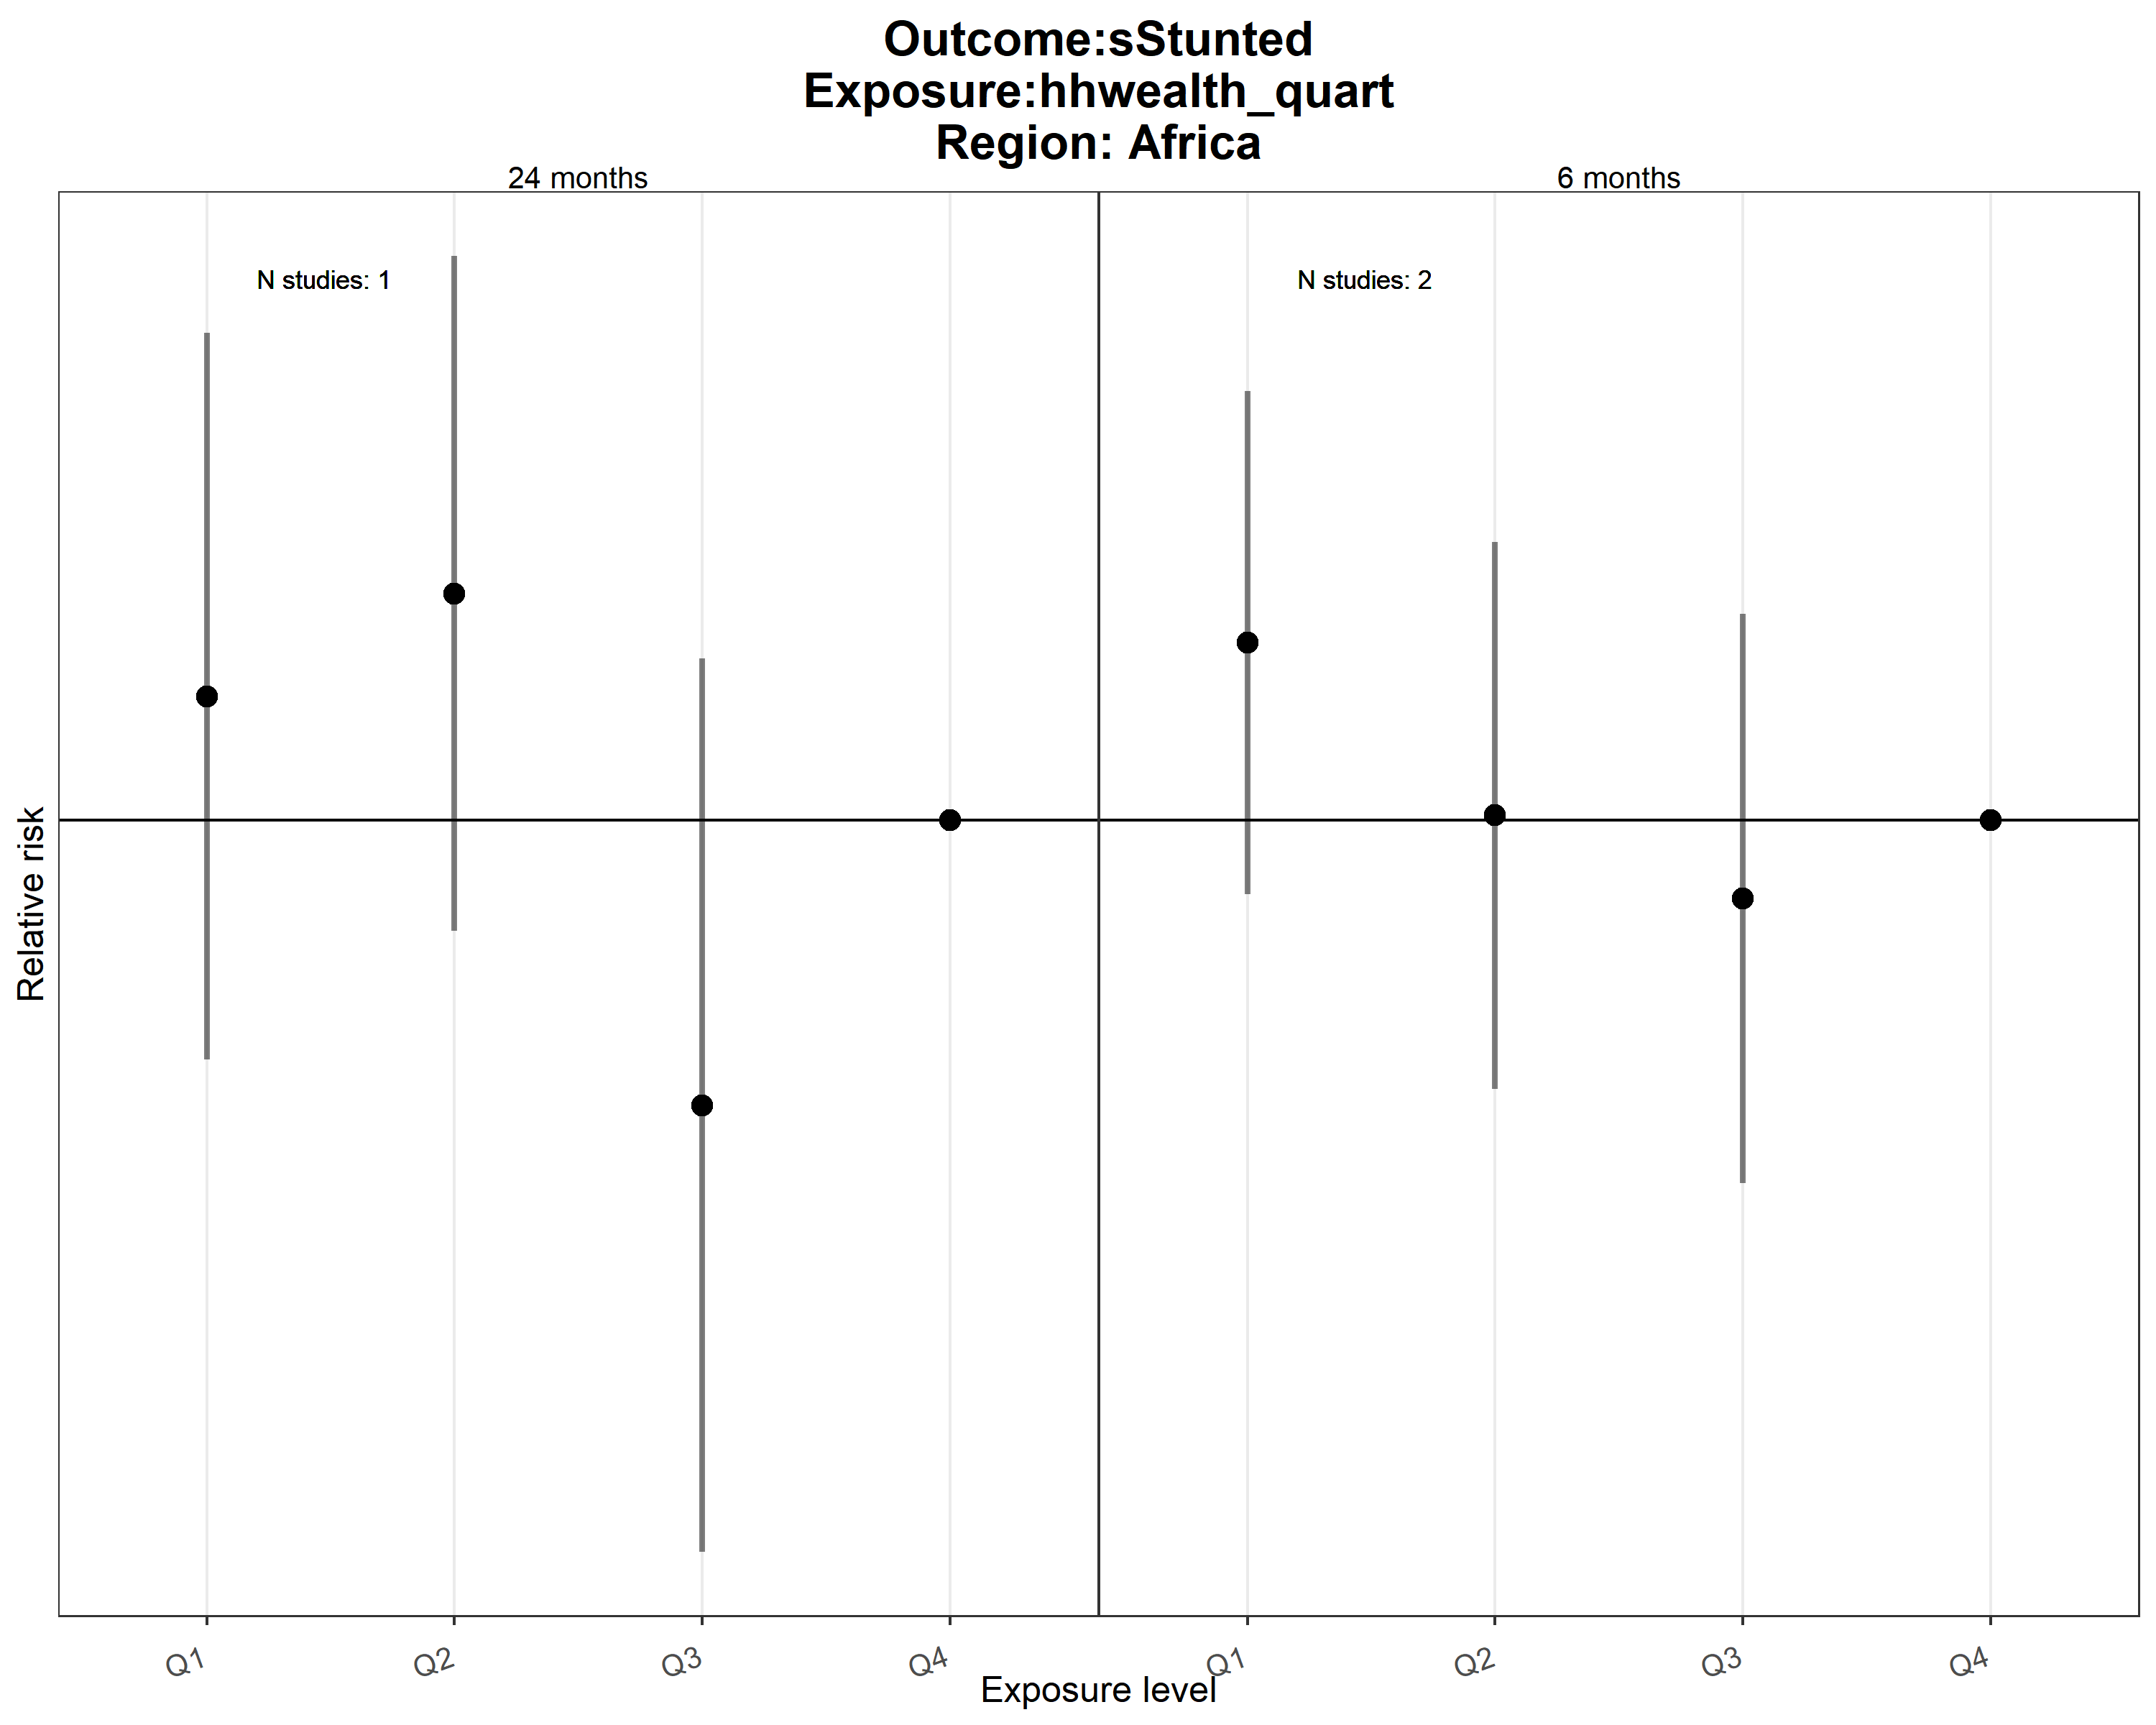 Outcome:sStunted
Exposure:hhwealth_quart
Region: Africa
24 months
6 months
N studies: 1
N studies: 2
Relative risk
Q1
Q2
Q3
Q4
Q1
Q2
Q3
Q4
Exposure level